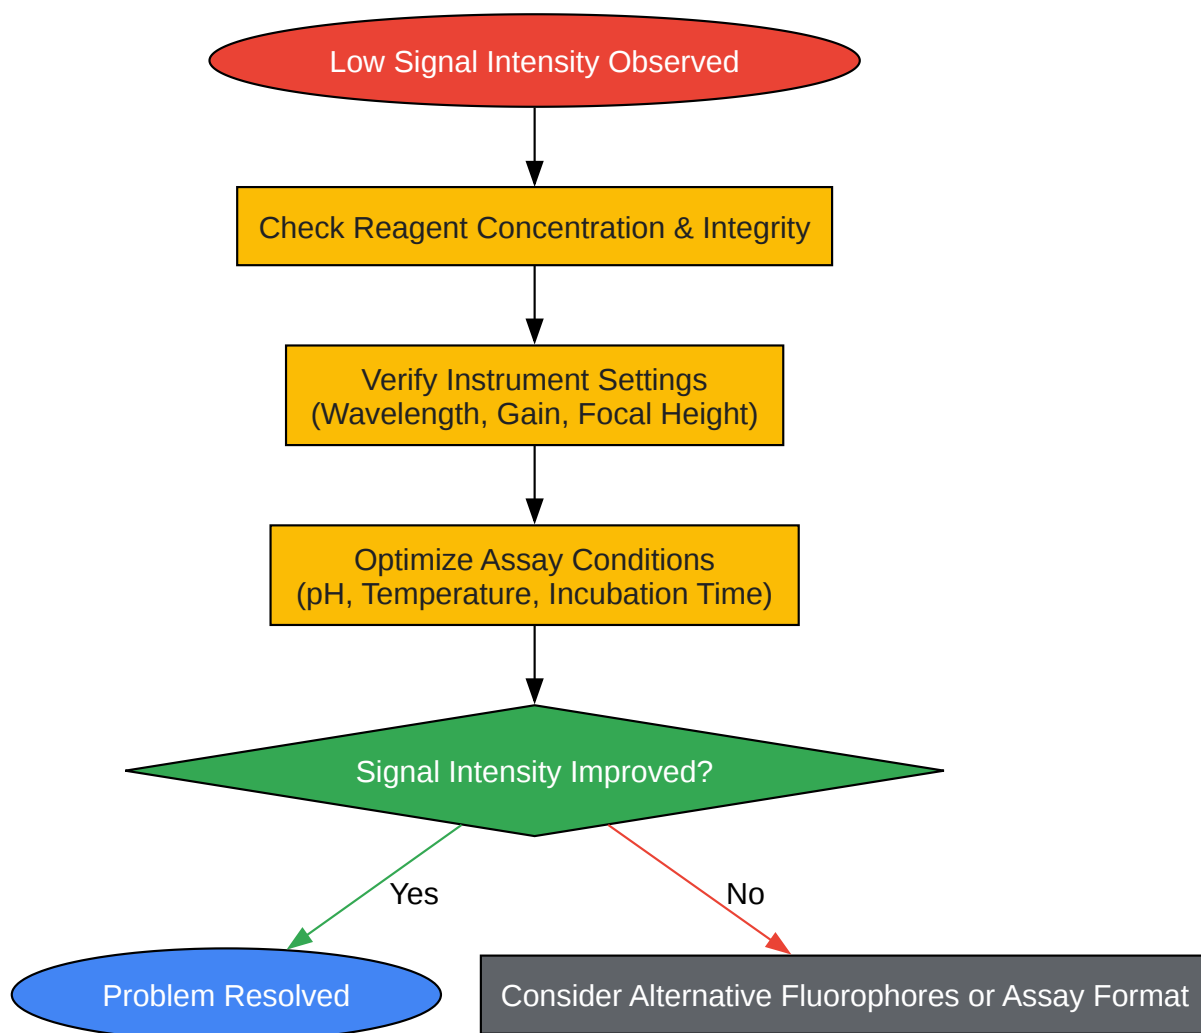 Low Signal Intensity Observed
Check Reagent Concentration & Integrity
Verify Instrument Settings
(Wavelength, Gain, Focal Height)
Optimize Assay Conditions
(pH, Temperature, Incubation Time)
Signal Intensity Improved?
Yes
No
Problem Resolved
Consider Alternative Fluorophores or Assay Format